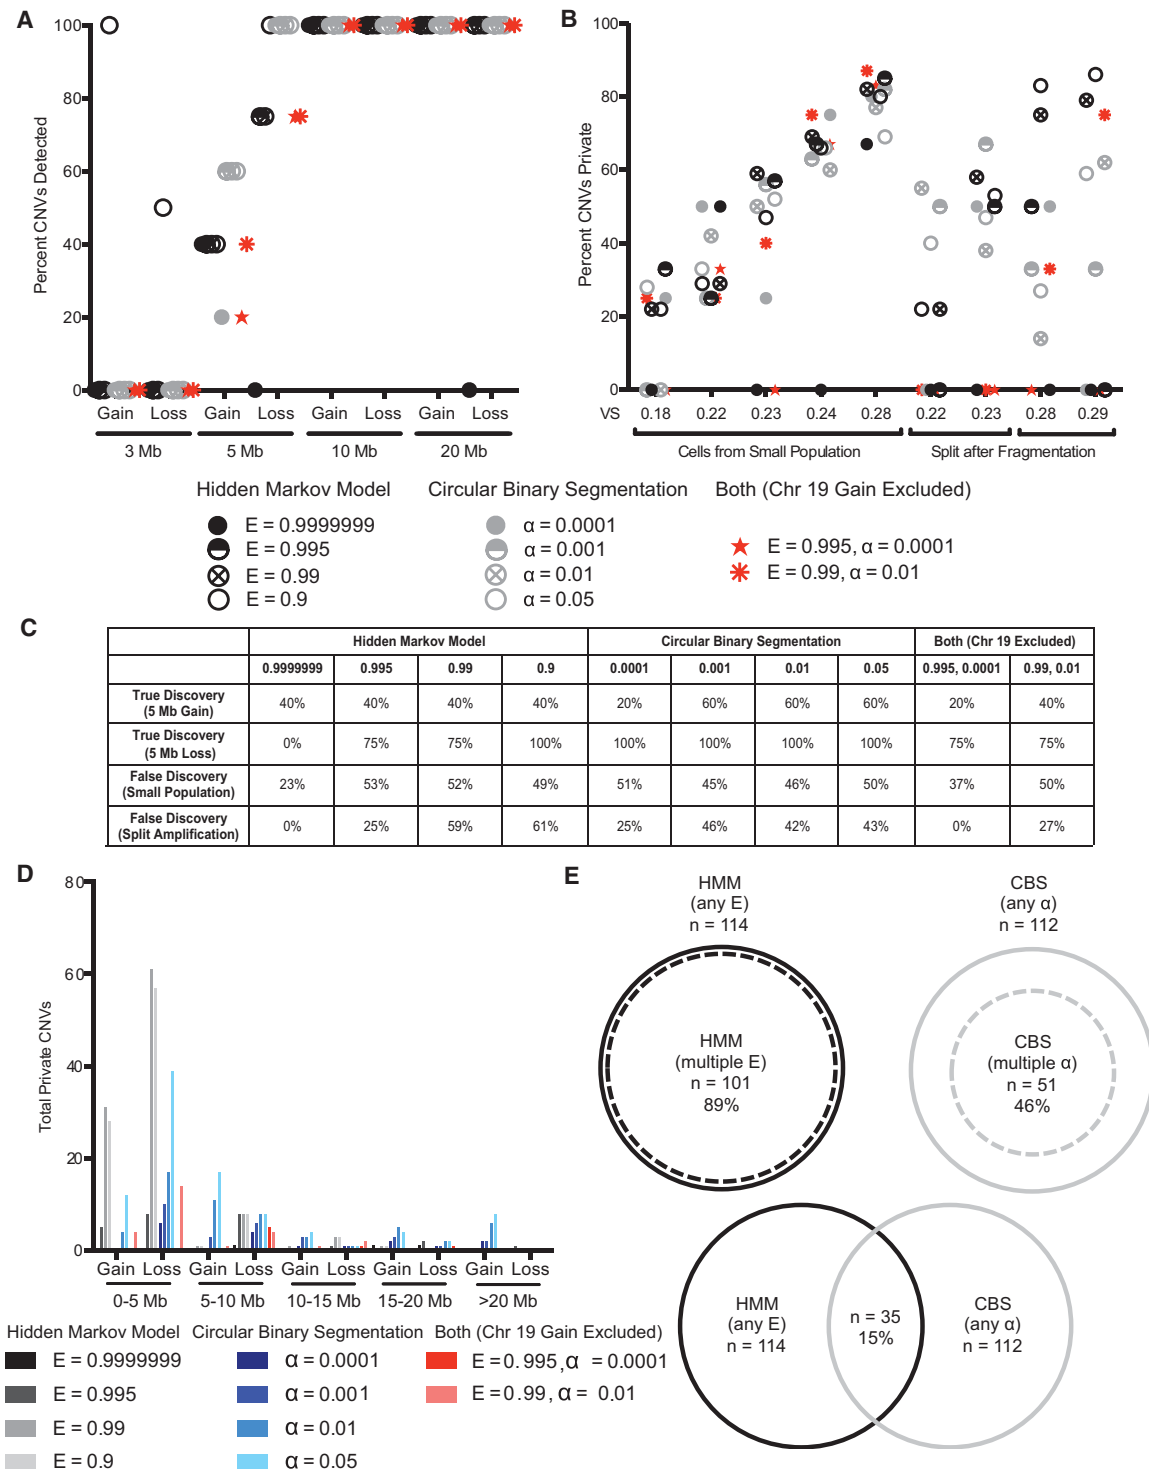 A
Percent CNVs Detected
100
80
60
40
20
0
Gain Loss Gain Loss Gain Loss Gain Loss
3 Mb 5 Mb 10 Mb 20 Mb
B
Percent CNVs Private
100
80
60
40
20
0
VS 0.18 0.22 0.23 0.24 0.28 0.22 0.23 0.28 0.29
Cells from Small Population Split after Fragmentation
Hidden Markov Model
E = 0.9999999
E = 0.995
E = 0.99
E = 0.9
Circular Binary Segmentation
α = 0.0001
α = 0.001
α = 0.01
α = 0.05
Both (Chr 19 Gain Excluded)
E = 0.995, α = 0.0001
E = 0.99, α = 0.01
C
Hidden Markov Model Circular Binary Segmentation Both (Chr 19 Excluded)
0.9999999 0.995 0.99 0.9 0.0001 0.001 0.01 0.05 0.995, 0.0001 0.99, 0.01
True Discovery
(5 Mb Gain) 40% 40% 40% 40% 20% 60% 60% 60% 20% 40%
True Discovery
(5 Mb Loss) 0% 75% 75% 100% 100% 100% 100% 100% 75% 75%
False Discovery
(Small Population) 23% 53% 52% 49% 51% 45% 46% 50% 37% 50%
False Discovery
(Split Amplification) 0% 25% 59% 61% 25% 46% 42% 43% 0% 27%
D
Total Private CNVs
80
60
40
20
0
Gain Loss Gain Loss Gain Loss Gain Loss Gain Loss
0-5 Mb 5-10 Mb 10-15 Mb 15-20 Mb >20 Mb
Hidden Markov Model
E = 0.9999999
E = 0.995
E = 0.99
E = 0.9
Circular Binary Segmentation
α = 0.0001
α = 0.001
α = 0.01
α = 0.05
Both (Chr 19 Gain Excluded)
E = 0.995, α = 0.0001
E = 0.99, α = 0.01
E
HMM
(any E)
n = 114
HMM
(multiple E)
n = 101
89%
CBS
(any α)
n = 112
CBS
(multiple α)
n = 51
46%
HMM
(any E)
n = 114
n = 35
15%
CBS
(any α)
n = 112